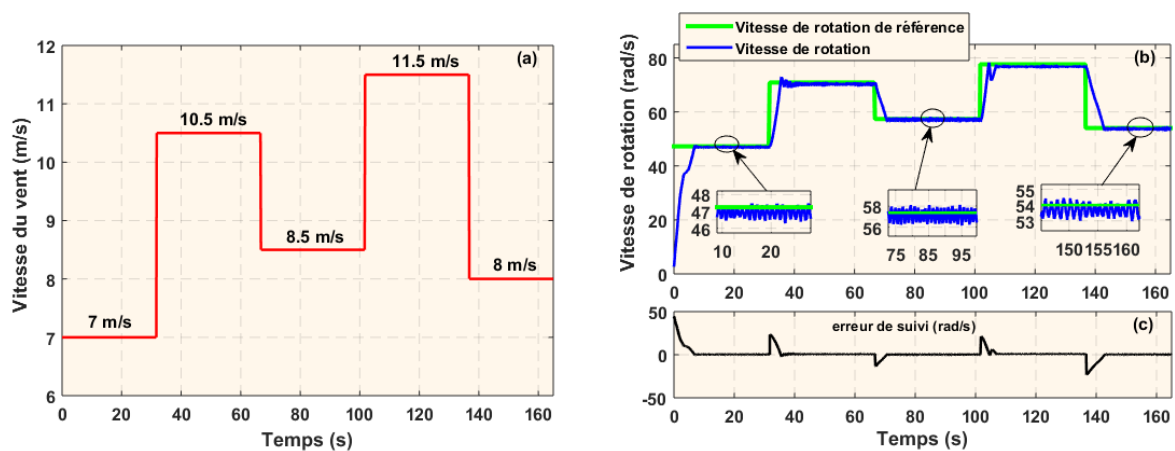 12
11
10
9
8
7
6
Vitesse du vent (m/s)
(a)
7 m/s
10.5 m/s
8.5 m/s
11.5 m/s
8 m/s
0 20 40 60 80 100 120 140 160
Temps (s)
Vitesse de rotation de référence
Vitesse de rotation
(b)
80
60
40
20
0
Vitesse de rotation (rad/s)
48
47
46
10 20
58
56
75 85 95
55
54
53
150 155 160
0 20 40 60 80 100 120 140 160
erreur de suivi (rad/s)
(c)
50
0
-50
0 20 40 60 80 100 120 140 160
Temps (s)